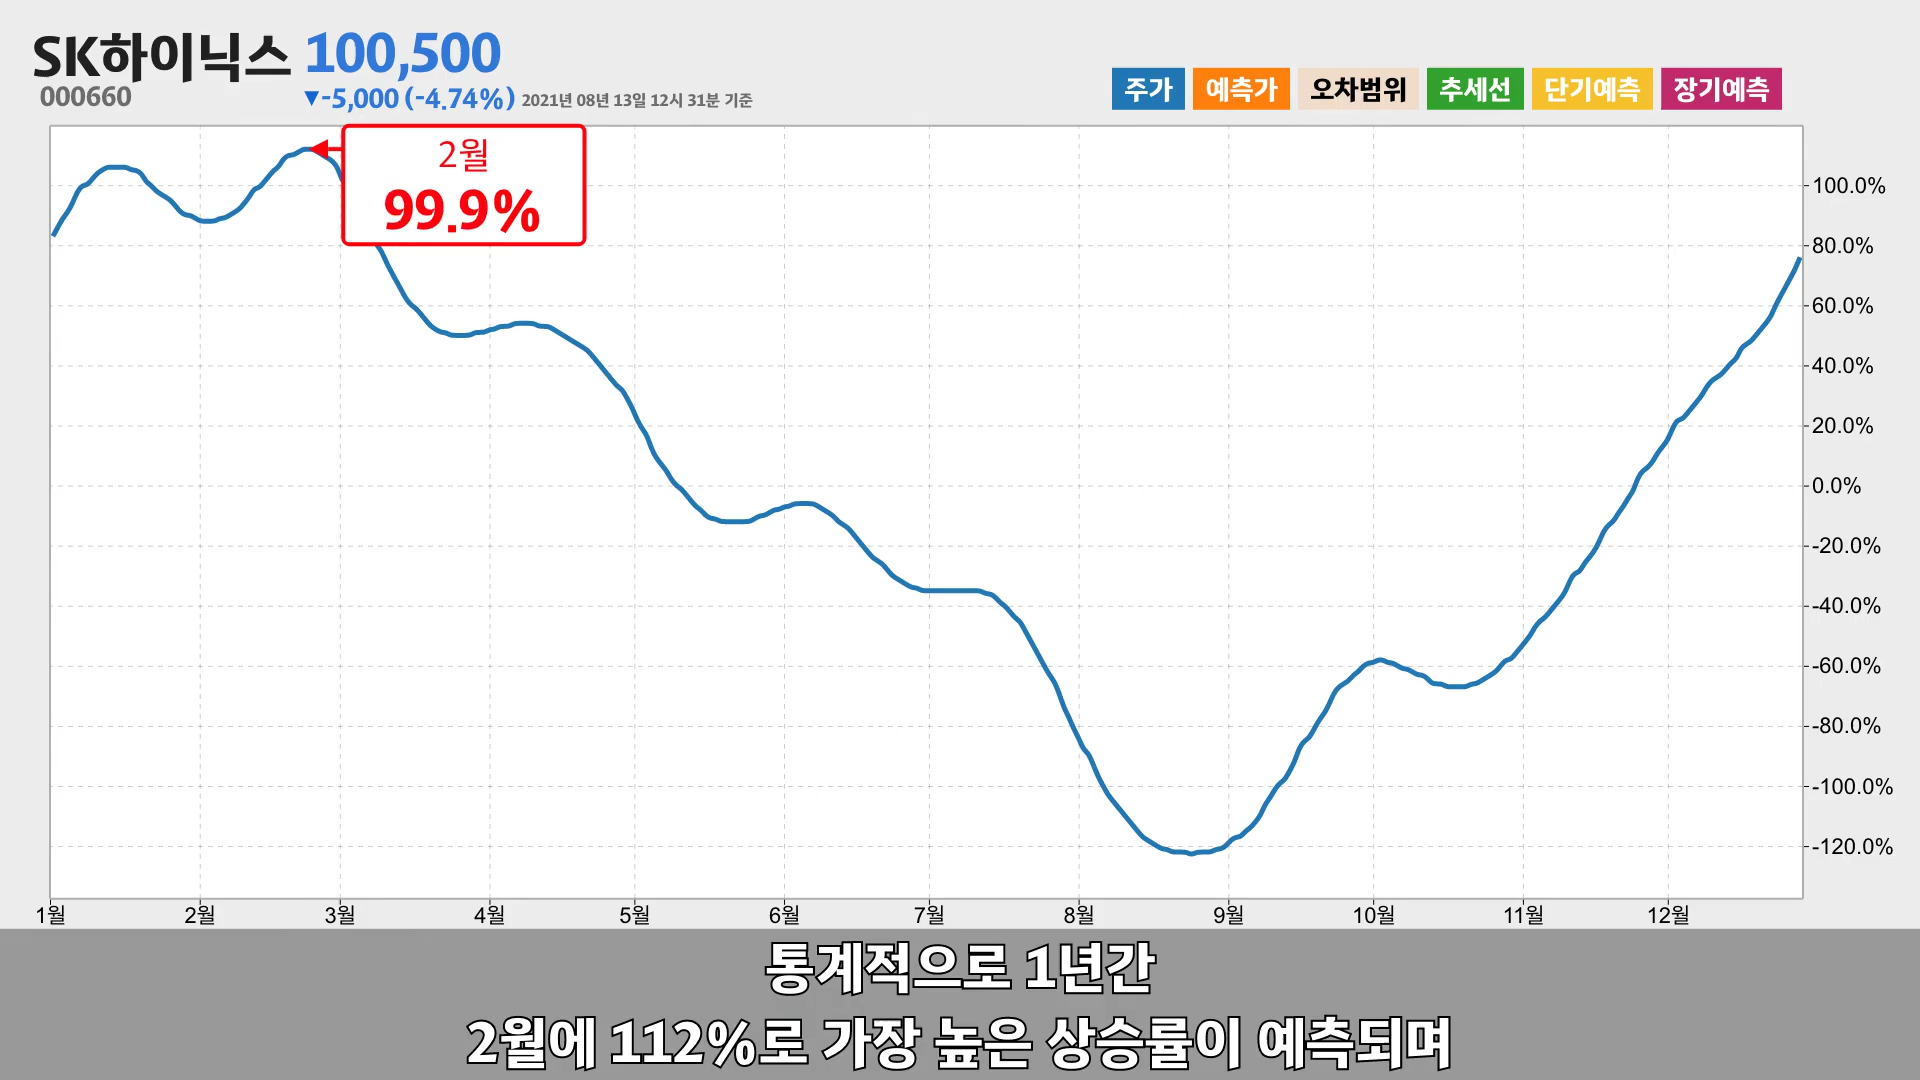 SK하이닉스 100,500
000660 ▼-5,000 (-4.74%) 2021년 08년 13일 12시 31분 기준
주가 예측가 오차범위 추세선 단기예측 장기예측
2월
99.9%
100.0%
80.0%
60.0%
40.0%
20.0%
0.0%
-20.0%
-40.0%
-60.0%
-80.0%
-100.0%
-120.0%
1월 2월 3월 4월 5월 6월 7월 8월 9월 10월 11월 12월
통계적으로 1년간
2월에 112%로 가장 높은 상승률이 예측되며